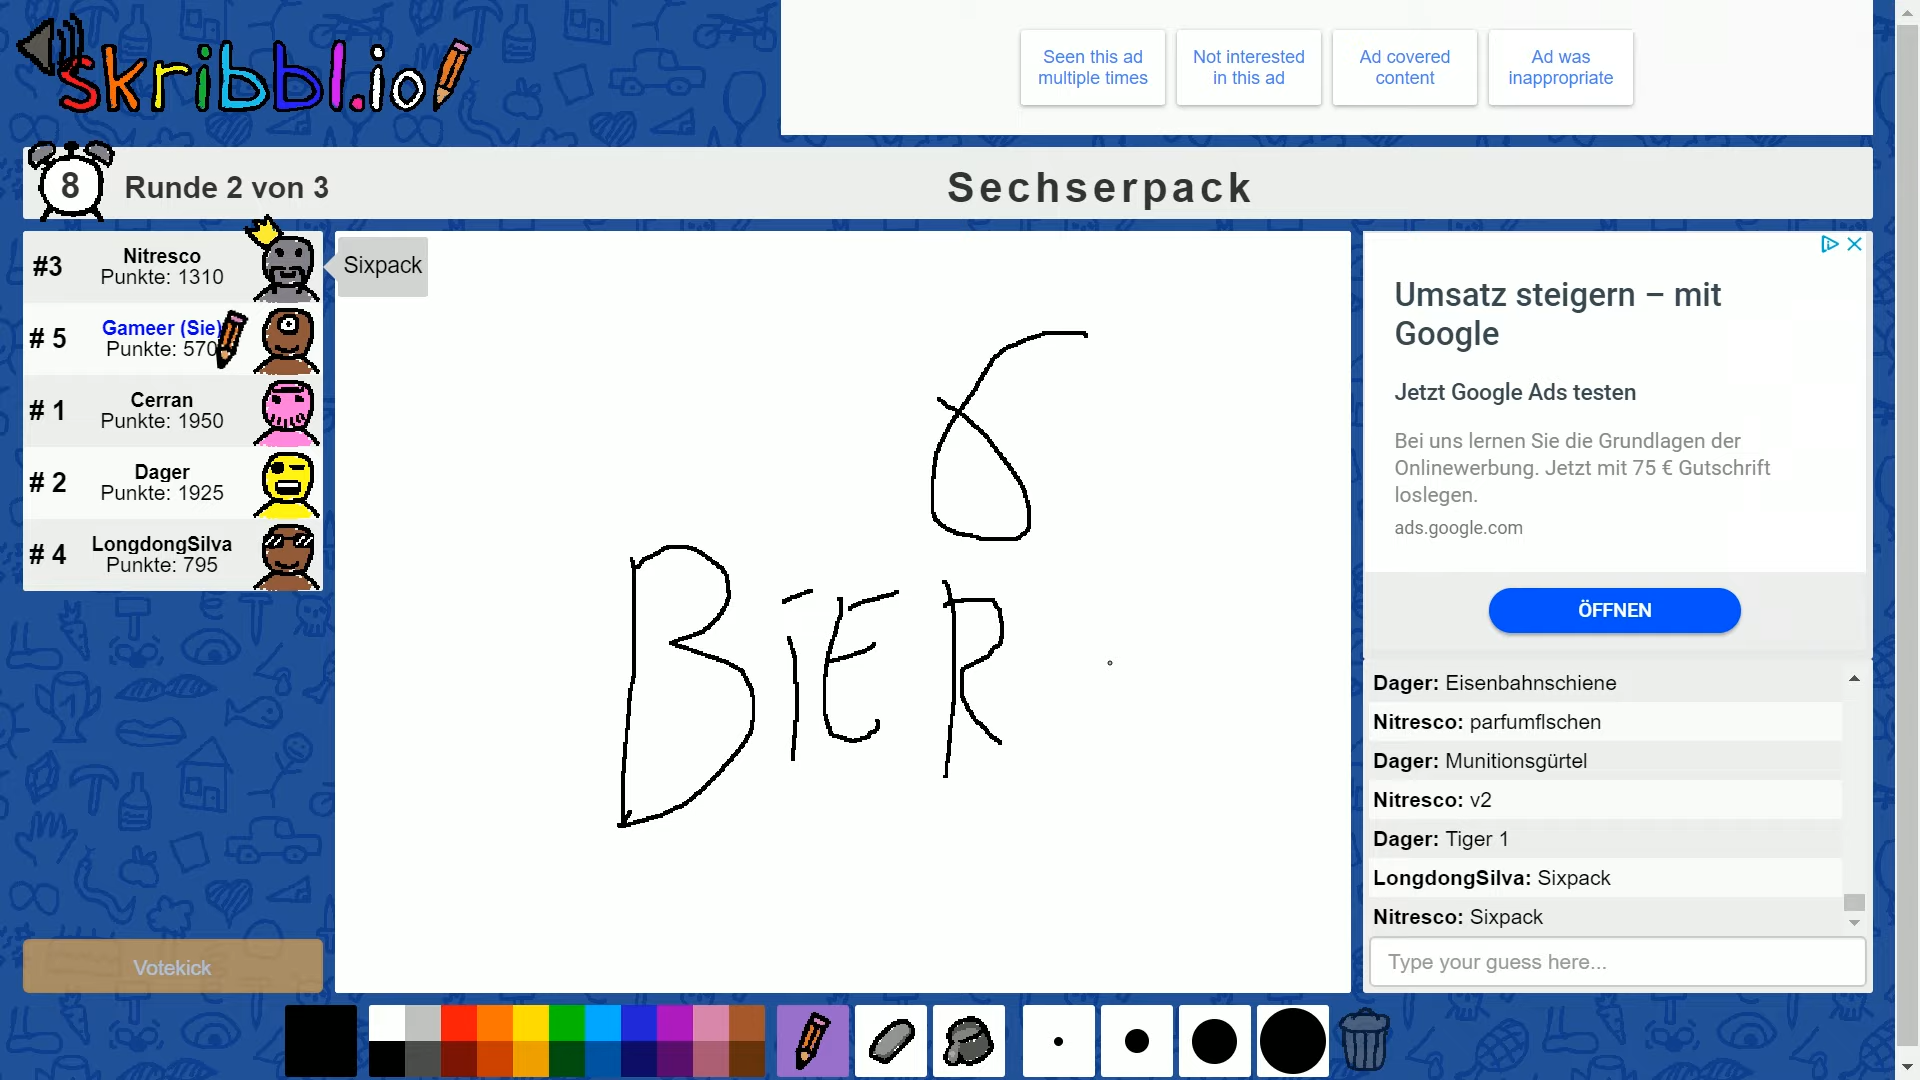 skribbl.io
Seen this ad
multiple times
Not interested
in this ad
Ad covered
content
Ad was
inappropriate
8
Runde 2 von 3
Sechserpack
#3
Nitresco
Punkte: 1310
Sixpack
# 5
Gameer (Sie)
Punkte: 570
# 1
Cerran
Punkte: 1950
# 2
Dager
Punkte: 1925
# 4
LongdongSilva
Punkte: 795
6
BiER
Umsatz steigern – mit
Google
Jetzt Google Ads testen
Bei uns lernen Sie die Grundlagen der
Onlinewerbung. Jetzt mit 75 € Gutschrift
loslegen.
ads.google.com
ÖFFNEN
Dager: Eisenbahnschiene
Nitresco: parfumflschen
Dager: Munitionsgürtel
Nitresco: v2
Dager: Tiger 1
LongdongSilva: Sixpack
Nitresco: Sixpack
Type your guess here...
Votekick